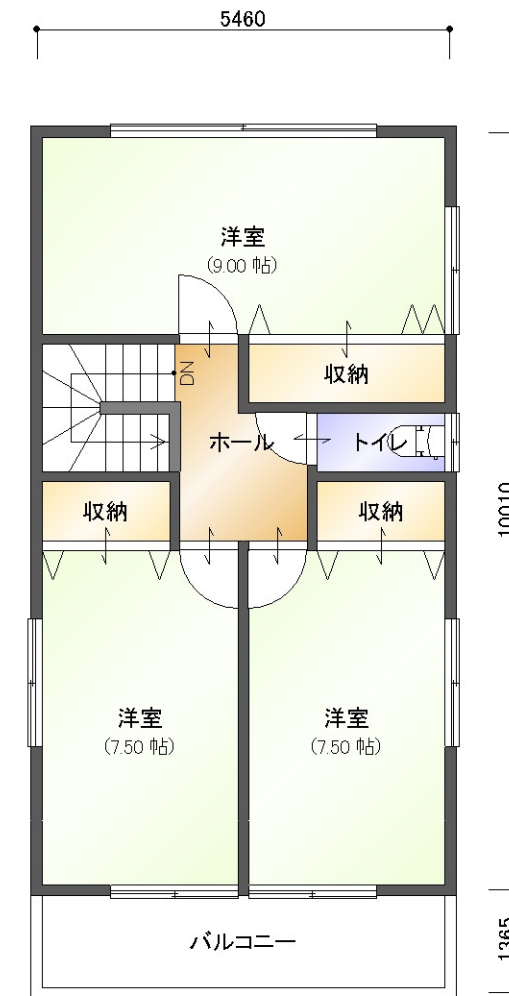 5460
洋室
(9.00 帖)
DN
収納
ホール
トイレ
収納
収納
10010
洋室
(7.50 帖)
洋室
(7.50 帖)
バルコニー
1365